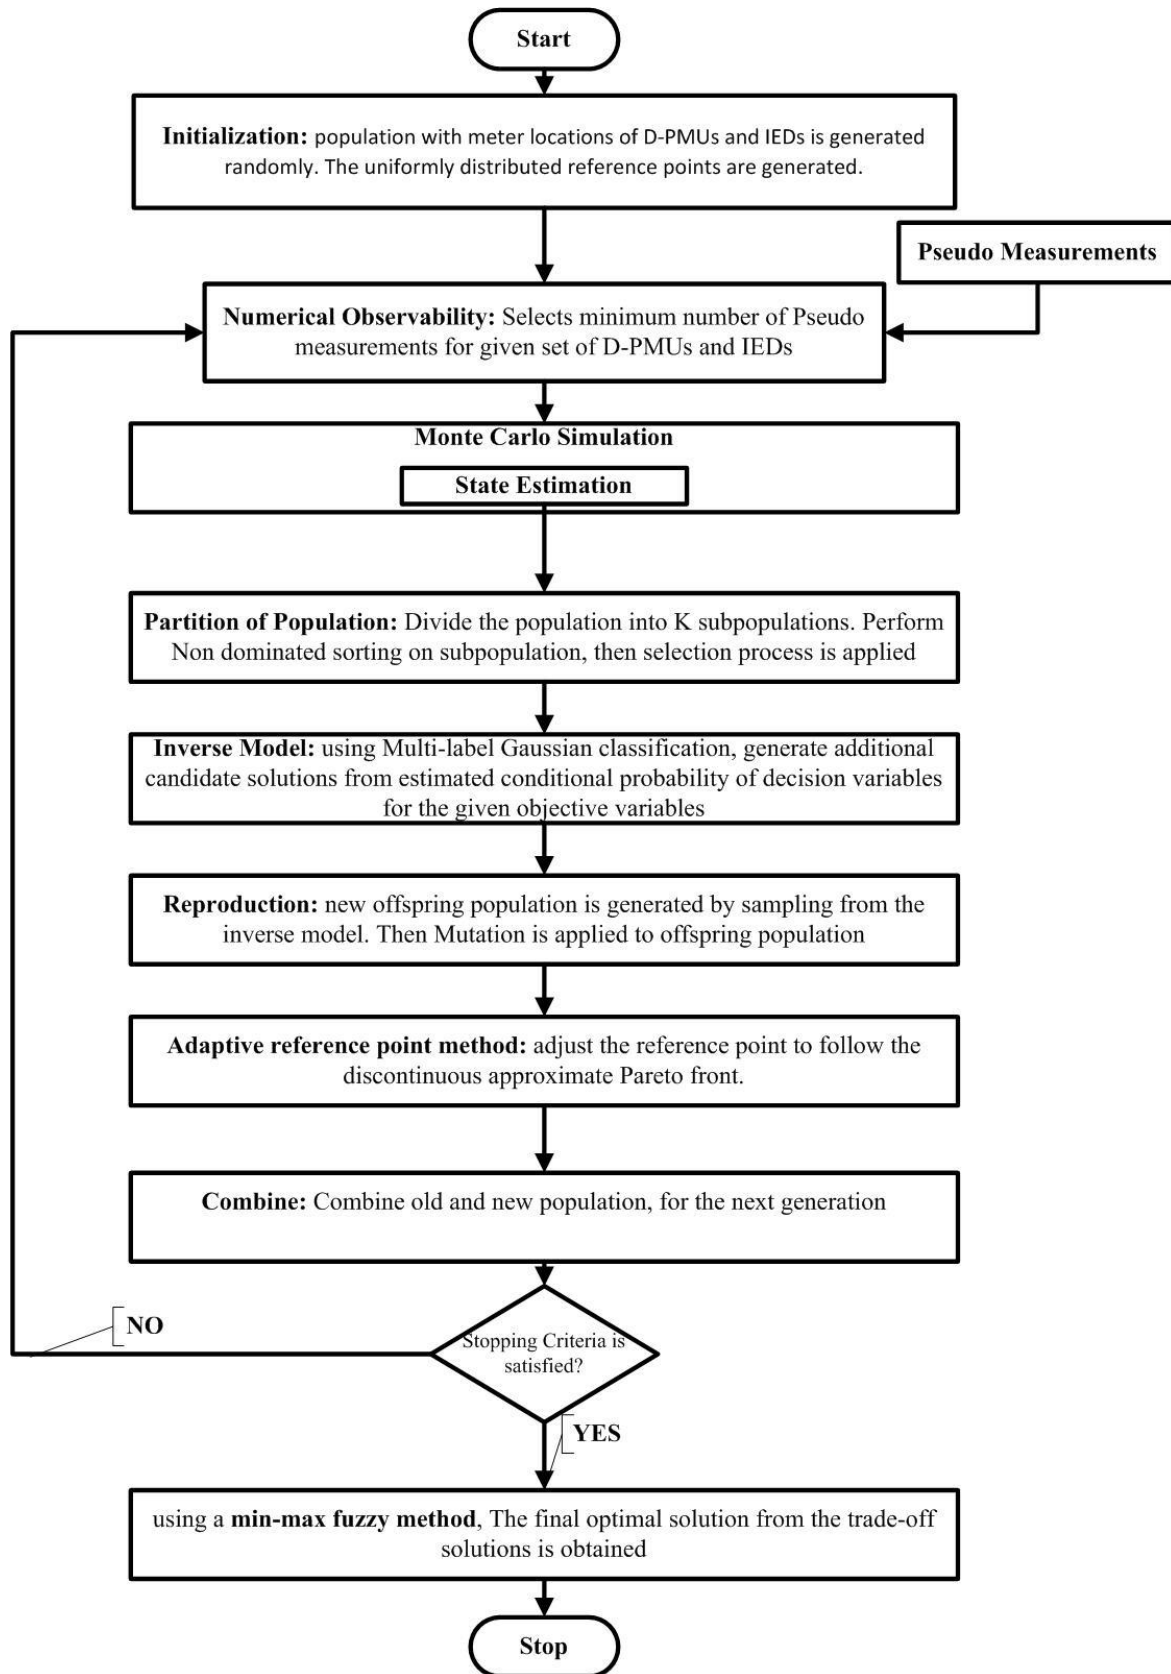 Start
Initialization: population with meter locations of D-PMUs and IEDs is generated
randomly. The uniformly distributed reference points are generated.
Pseudo Measurements
Numerical Observability: Selects minimum number of Pseudo
measurements for given set of D-PMUs and IEDs
Monte Carlo Simulation
State Estimation
Partition of Population: Divide the population into K subpopulations. Perform
Non dominated sorting on subpopulation, then selection process is applied
Inverse Model: using Multi-label Gaussian classification, generate additional
candidate solutions from estimated conditional probability of decision variables
for the given objective variables
Reproduction: new offspring population is generated by sampling from the
inverse model. Then Mutation is applied to offspring population
Adaptive reference point method: adjust the reference point to follow the
discontinuous approximate Pareto front.
Combine: Combine old and new population, for the next generation
NO
Stopping Criteria is
satisfied?
YES
using a min-max fuzzy method, The final optimal solution from the trade-off
solutions is obtained
Stop